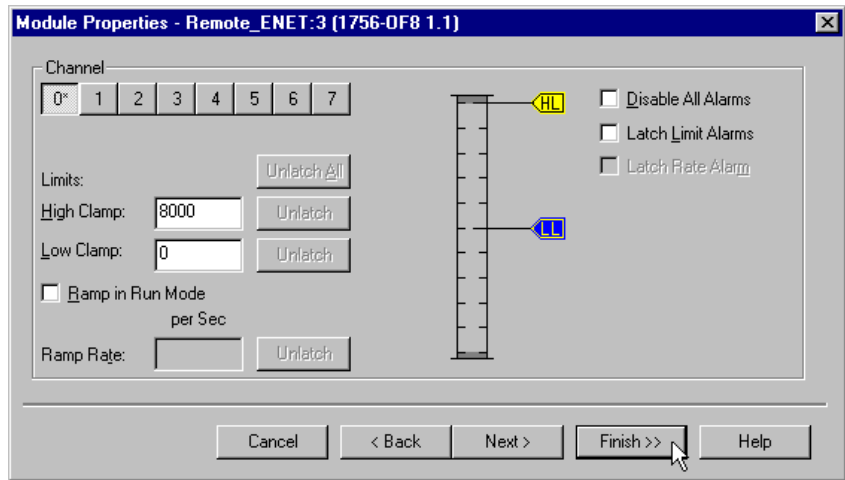 Module Properties - Remote_ENET:3 (1756-OF8 1.1)
Channel
0* 1 2 3 4 5 6 7
HL
Disable All Alarms
Latch Limit Alarms
Latch Rate Alarm
Limits:
Unlatch All
High Clamp: 8000 Unlatch
Low Clamp: 0 Unlatch
LL
Ramp in Run Mode
per Sec
Ramp Rate: Unlatch
Cancel < Back Next > Finish >> Help